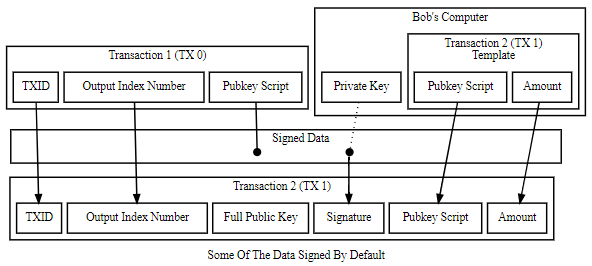 Bob's Computer
Transaction 1 (TX 0)
Transaction 2 (TX 1)
Template
TXID
Output Index Number
Pubkey Script
Private Key
Pubkey Script
Amount
Signed Data
Transaction 2 (TX 1)
TXID
Output Index Number
Full Public Key
Signature
Pubkey Script
Amount
Some Of The Data Signed By Default